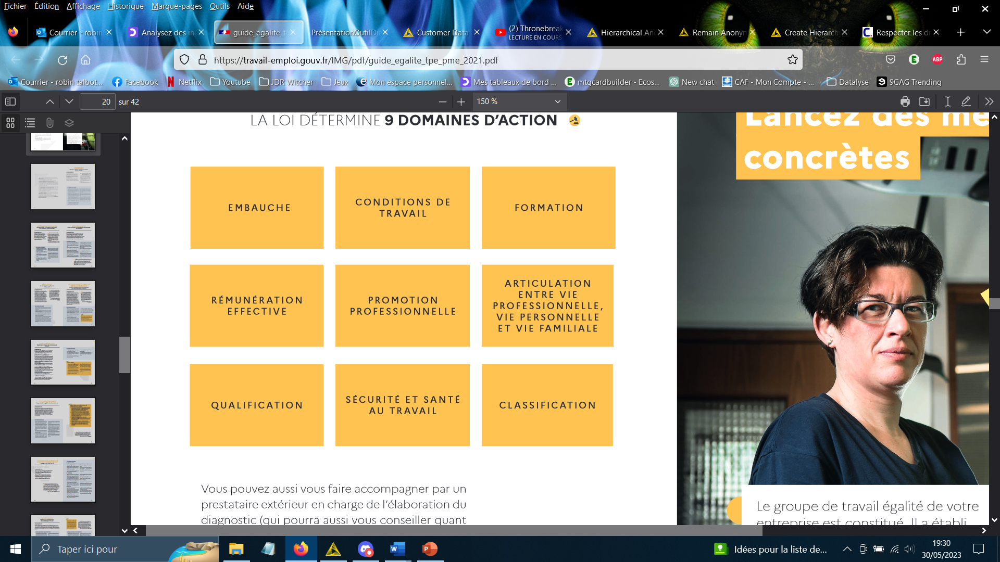 Fichier Édition Affichage Historique Marque-pages Outils Aide
Courrier - robin
Analysez des in
guide_egalite_t
PrésentationOutilDi
Customer Data
(2) Thronebreak
LECTURE EN COURS
Hierarchical An
Remain Anonym
Create Hierarch
Respecter les dr
https://travail-emploi.gouv.fr/IMG/pdf/guide_egalite_tpe_pme_2021.pdf
ABP
Courrier - robin talbot...
Facebook
Netflix
Youtube
JDR Witcher
Jeux
Mon espace personnel...
Mes tableaux de bord ...
mtgcardbuilder - Ecos...
New chat
CAF - Mon Compte - ...
Datalyse
9GAG Trending
20 sur 42
150 %
LA LOI DÉTERMINE 9 DOMAINES D'ACTION
EMBAUCHE
CONDITIONS DE
TRAVAIL
FORMATION
RÉMUNÉRATION
EFFECTIVE
PROMOTION
PROFESSIONNELLE
ARTICULATION
ENTRE VIE
PROFESSIONNELLE,
VIE PERSONNELLE
ET VIE FAMILIALE
QUALIFICATION
SÉCURITÉ ET SANTÉ
AU TRAVAIL
CLASSIFICATION
Vous pouvez aussi vous faire accompagner par un
prestataire extérieur en charge de l'élaboration du
diagnostic (qui pourra aussi vous conseiller quant
Lancez des me
concrètes
Le groupe de travail égalité de votre
entreprise est constitué. Il a établi
Taper ici pour
Idées pour la liste de...
19:30
30/05/2023